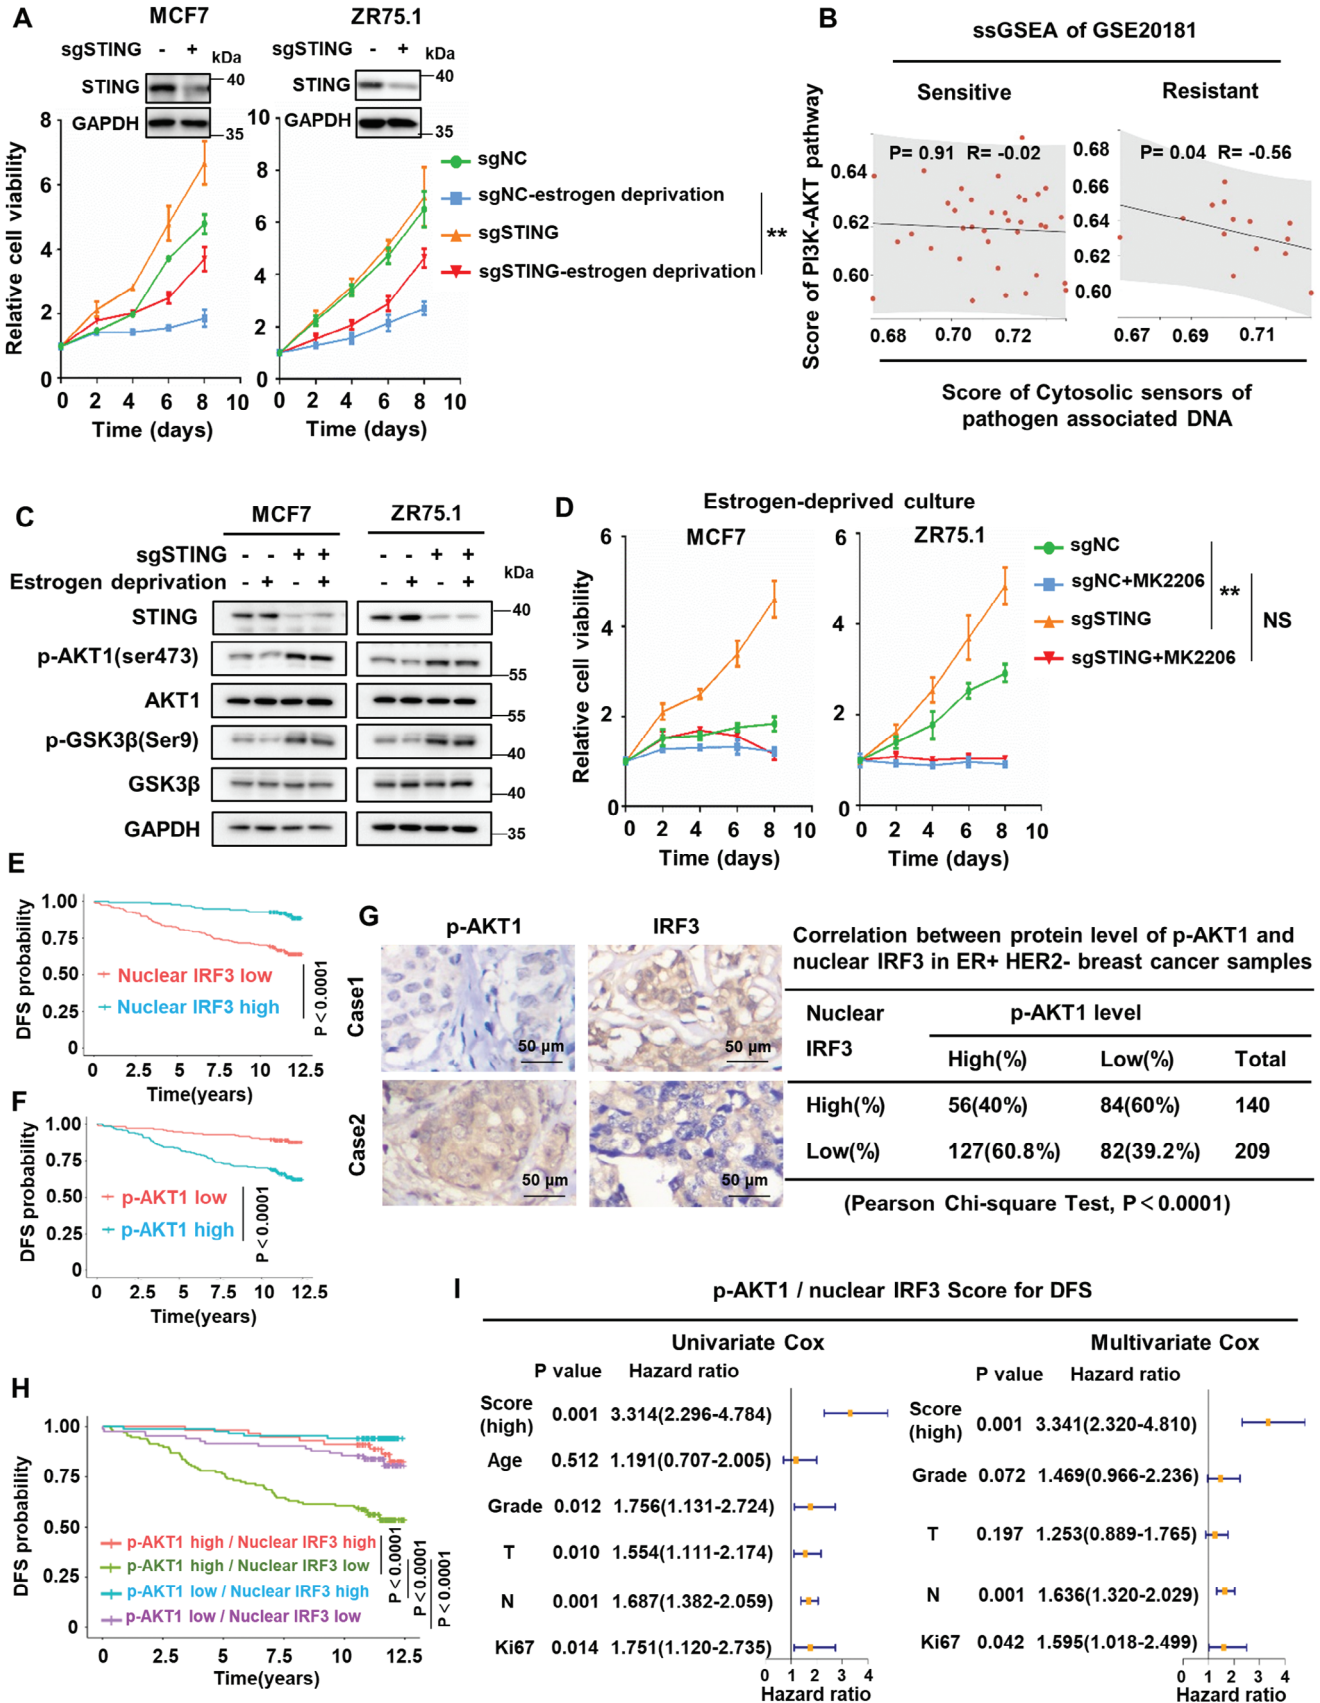 A
MCF7
ZR75.1
sgSTING - + kDa
sgSTING - + kDa
STING 40
STING 40
GAPDH 35
GAPDH 35
Relative cell viability
8
6
4
2
0
0 2 4 6 8 10
Time (days)
10
8
6
4
2
0
0 2 4 6 8 10
Time (days)
sgNC
sgNC-estrogen deprivation
sgSTING
sgSTING-estrogen deprivation
**
B
ssGSEA of GSE20181
Sensitive
Resistant
Score of PI3K-AKT pathway
P= 0.91 R= -0.02
0.64
0.62
0.60
0.68 0.70 0.72
P= 0.04 R= -0.56
0.68
0.66
0.64
0.62
0.60
0.67 0.69 0.71
Score of Cytosolic sensors of
pathogen associated DNA
C
MCF7
ZR75.1
sgSTING - - + + - - + +
Estrogen deprivation - + - + - + - +
kDa
STING 40
p-AKT1(ser473) 55
AKT1 55
p-GSK3β(Ser9) 40
GSK3β 40
GAPDH 35
D
Estrogen-deprived culture
MCF7
ZR75.1
Relative cell viability
6
4
2
0
0 2 4 6 8 10
Time (days)
6
4
2
0
0 2 4 6 8 10
Time (days)
sgNC
sgNC+MK2206
sgSTING
sgSTING+MK2206
**
NS
E
DFS probability
1.00
0.75
0.50
0.25
0
Nuclear IRF3 low
Nuclear IRF3 high
P < 0.0001
0 2.5 5 7.5 10 12.5
Time(years)
F
DFS probability
1.00
0.75
0.50
0.25
0
p-AKT1 low
p-AKT1 high
P < 0.0001
0 2.5 5 7.5 10 12.5
Time(years)
G
p-AKT1
IRF3
Case1
50 μm
50 μm
Case2
50 μm
50 μm
Correlation between protein level of p-AKT1 and
nuclear IRF3 in ER+ HER2- breast cancer samples
Nuclear
IRF3
p-AKT1 level
High(%) Low(%) Total
High(%) 56(40%) 84(60%) 140
Low(%) 127(60.8%) 82(39.2%) 209
(Pearson Chi-square Test, P < 0.0001)
H
DFS probability
1.00
0.75
0.50
0.25
0
p-AKT1 high / Nuclear IRF3 high
p-AKT1 high / Nuclear IRF3 low
p-AKT1 low / Nuclear IRF3 high
p-AKT1 low / Nuclear IRF3 low
P < 0.0001
P < 0.0001
P < 0.0001
0 2.5 5 7.5 10 12.5
Time(years)
I
p-AKT1 / nuclear IRF3 Score for DFS
Univariate Cox
P value Hazard ratio
Score
(high) 0.001 3.314(2.296-4.784)
Age 0.512 1.191(0.707-2.005)
Grade 0.012 1.756(1.131-2.724)
T 0.010 1.554(1.111-2.174)
N 0.001 1.687(1.382-2.059)
Ki67 0.014 1.751(1.120-2.735)
0 1 2 3 4
Hazard ratio
Multivariate Cox
P value Hazard ratio
Score
(high) 0.001 3.341(2.320-4.810)
Grade 0.072 1.469(0.966-2.236)
T 0.197 1.253(0.889-1.765)
N 0.001 1.636(1.320-2.029)
Ki67 0.042 1.595(1.018-2.499)
0 1 2 3 4
Hazard ratio